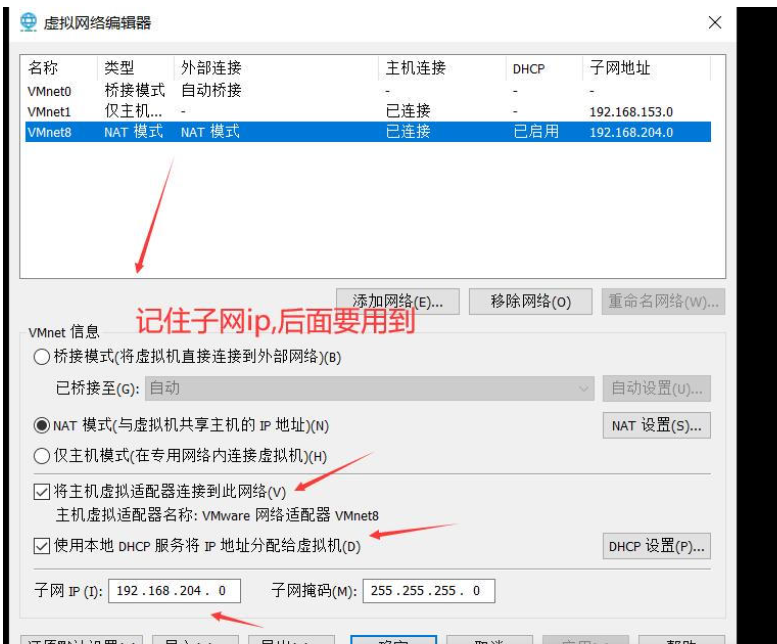 虚拟网络编辑器
名称 类型 外部连接 主机连接 DHCP 子网地址
VMnet0 桥接模式 自动桥接 - - -
VMnet1 仅主机... - 已连接 - 192.168.153.0
VMnet8 NAT 模式 NAT 模式 已连接 已启用 192.168.204.0
添加网络(E)... 移除网络(O) 重命名网络(W)...
记住子网ip,后面要用到
VMnet 信息
桥接模式(将虚拟机直接连接到外部网络)(B)
已桥接至(G): 自动 自动设置(U)...
NAT 模式(与虚拟机共享主机的 IP 地址)(N) NAT 设置(S)...
仅主机模式(在专用网络内连接虚拟机)(H)
将主机虚拟适配器连接到此网络(V)
主机虚拟适配器名称: VMware 网络适配器 VMnet8
使用本地 DHCP 服务将 IP 地址分配给虚拟机(D) DHCP 设置(P)...
子网 IP (I): 192.168.204. 0 子网掩码(M): 255.255.255. 0